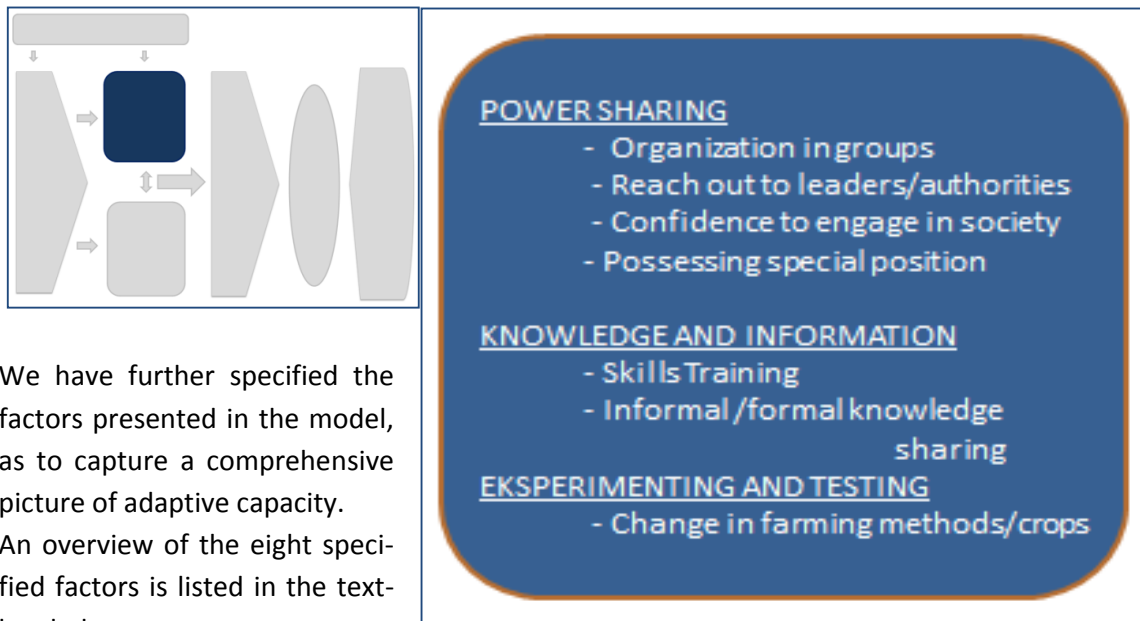 We have further specified the
factors presented in the model,
as to capture a comprehensive
picture of adaptive capacity.
An overview of the eight speci-
fied factors is listed in the text-
POWER SHARING
- Organization in groups
- Reach out to leaders/authorities
- Confidence to engage in society
- Possessing special position
KNOWLEDGE AND INFORMATION
- Skills Training
- Informal/formal knowledge
sharing
EKSPERIMENTING AND TESTING
- Change in farming methods/crops